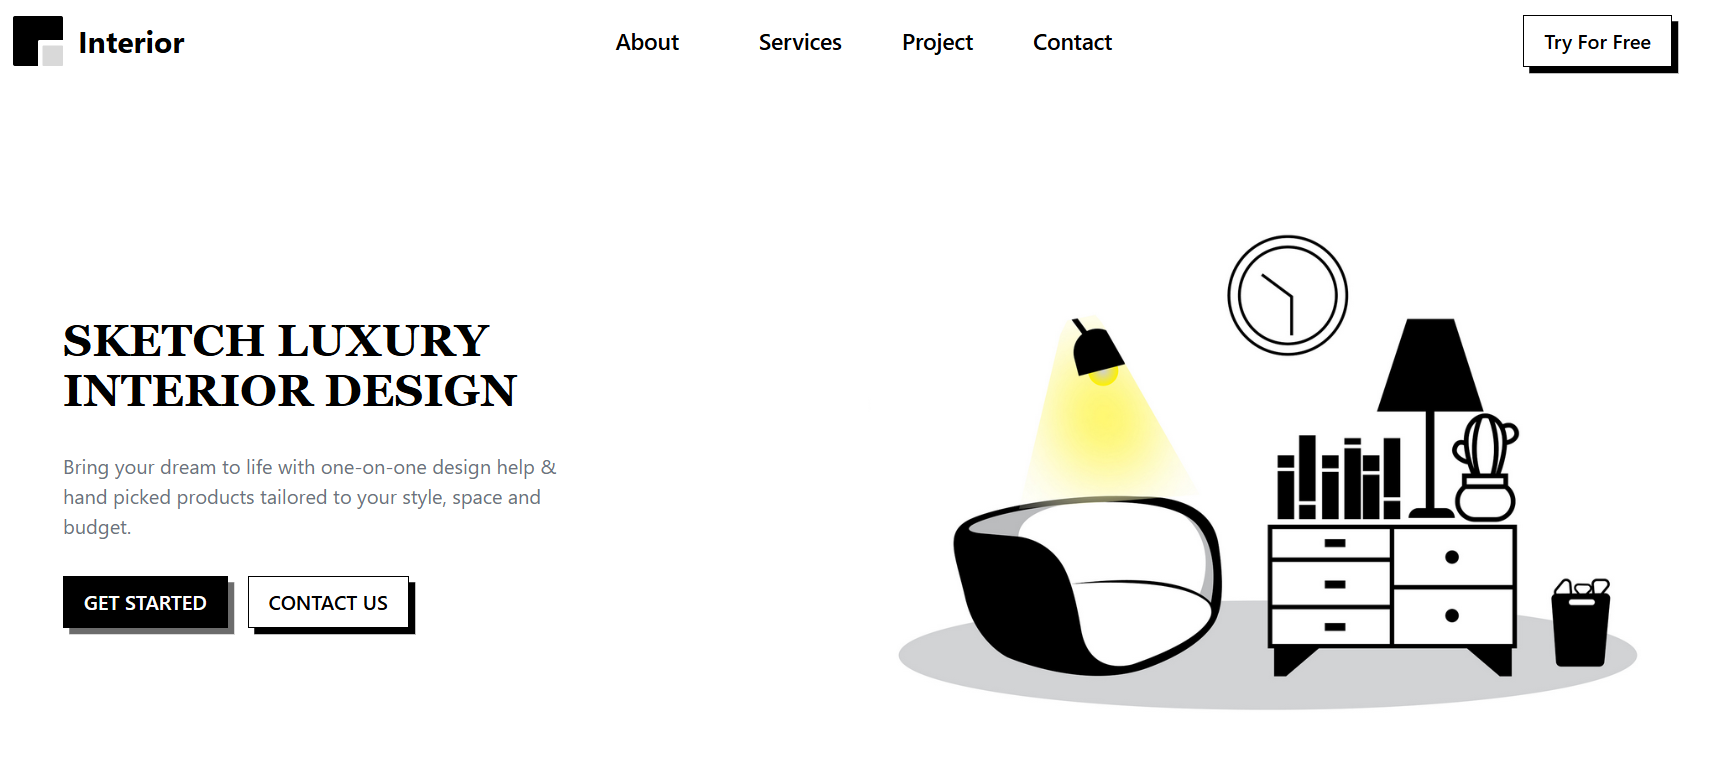 Interior
About Services Project Contact
Try For Free
SKETCH LUXURY
INTERIOR DESIGN
Bring your dream to life with one-on-one design help &
hand picked products tailored to your style, space and
budget.
GET STARTED CONTACT US